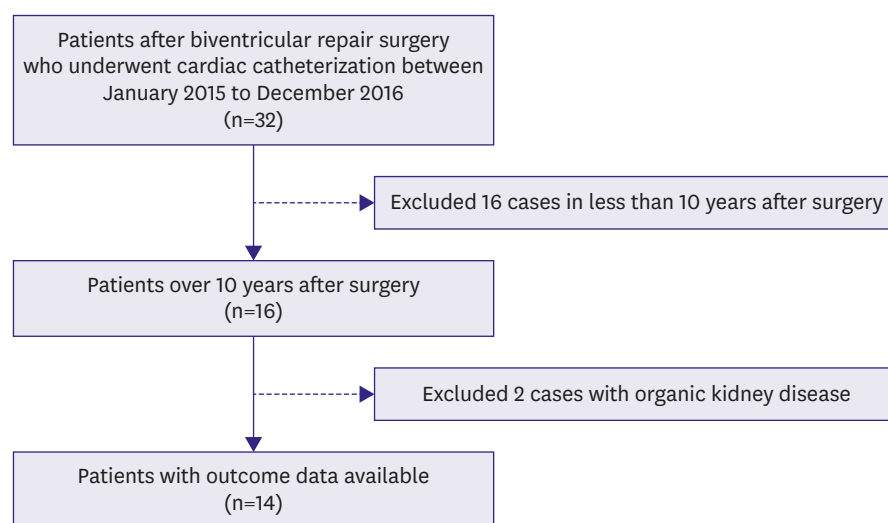 Patients after biventricular repair surgery
who underwent cardiac catheterization between
January 2015 to December 2016
(n=32)
Excluded 16 cases in less than 10 years after surgery
Patients over 10 years after surgery
(n=16)
Excluded 2 cases with organic kidney disease
Patients with outcome data available
(n=14)